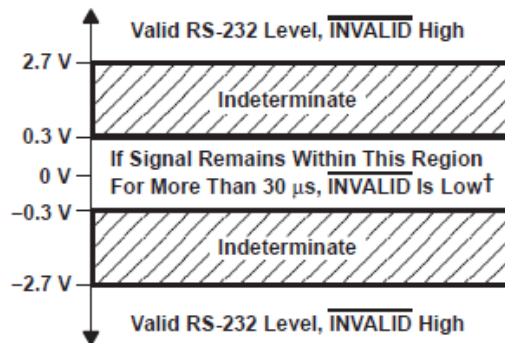 Valid RS-232 Level, INVALID High
2.7 V
Indeterminate
0.3 V
If Signal Remains Within This Region
0 V
For More Than 30 μs, INVALID Is Low†
−0.3 V
Indeterminate
−2.7 V
Valid RS-232 Level, INVALID High